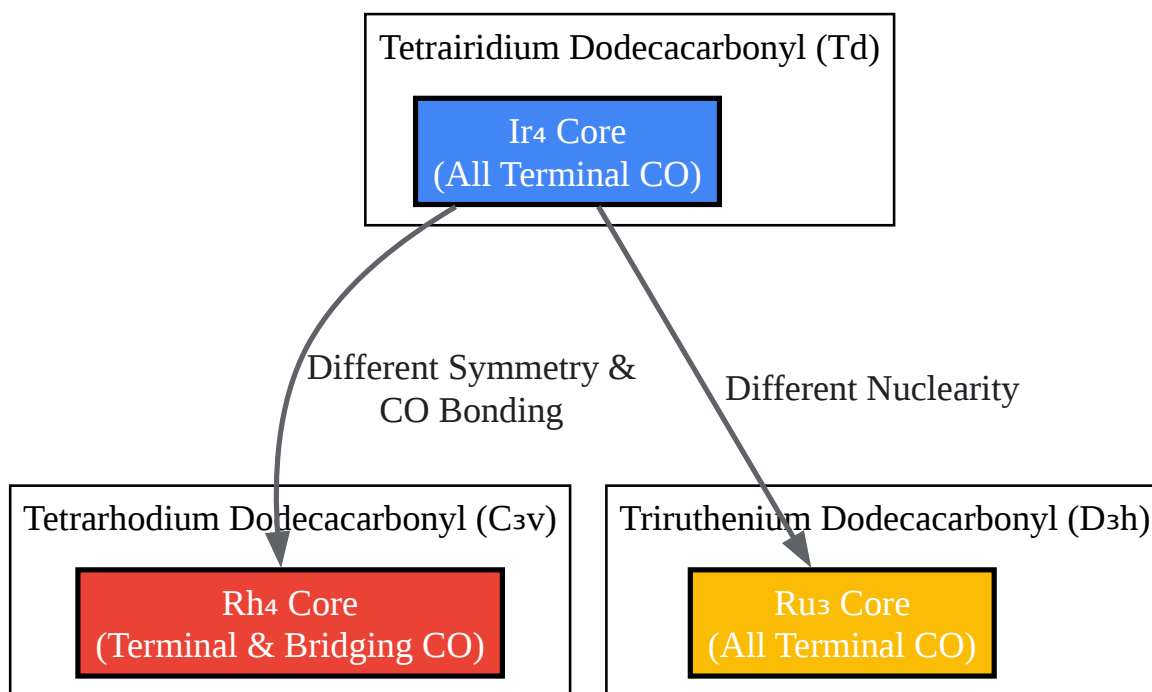 Tetrairidium Dodecacarbonyl (Td)
Ir₄ Core
(All Terminal CO)
Different Symmetry &
CO Bonding
Different Nuclearity
Tetrarhodium Dodecacarbonyl (C₃v)
Rh₄ Core
(Terminal & Bridging CO)
Triruthenium Dodecacarbonyl (D₃h)
Ru₃ Core
(All Terminal CO)